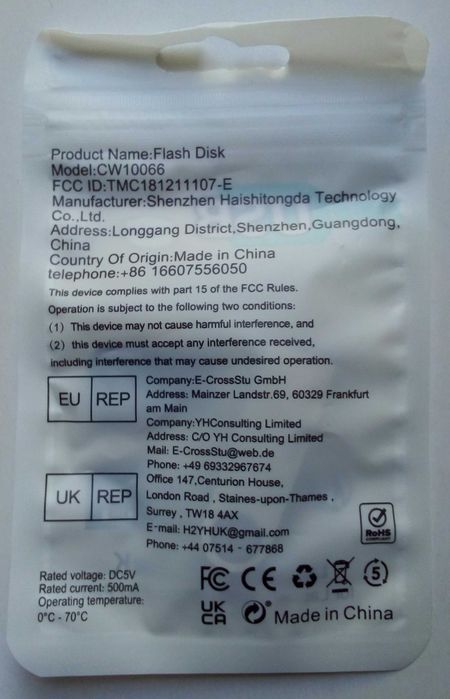 Product Name:Flash Disk
Model:CW10066
FCC ID:TMC181211107-E
Manufacturer:Shenzhen Haishitongda Technology
Co.,Ltd.
Address:Longgang District,Shenzhen,Guangdong,
China
Country Of Origin:Made in China
telephone:+86 16607556050
This device complies with part 15 of the FCC Rules.
Operation is subject to the following two conditions:
(1) This device may not cause harmful interference, and
(2) this device must accept any interference received,
including interference that may cause undesired operation.
EU REP
Company:E-CrossStu GmbH
Address: Mainzer Landstr.69, 60329 Frankfurt
am Main
Company:YHConsulting Limited
Address: C/O YH Consulting Limited
Mail: E-CrossStu@web.de
Phone: +49 69332967674
UK REP
Office 147,Centurion House,
London Road , Staines-upon-Thames ,
Surrey , TW18 4AX
E-mail: H2YHUK@gmail.com
Phone: +44 07514 - 677868
RoHS
COMPLIANT
Rated voltage: DC5V
Rated current: 500mA
Operating temperature:
0°C - 70°C
FC CE 5
UK
CA
Made in China